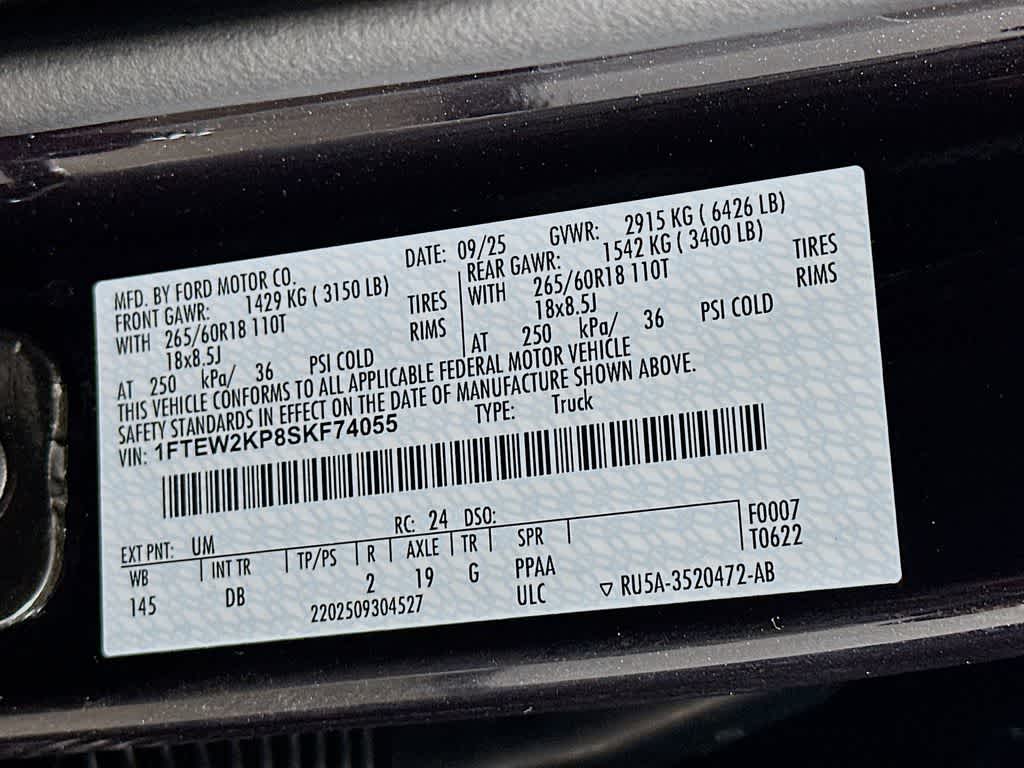 MFD. BY FORD MOTOR CO. DATE: 09/25 GVWR: 2915 KG ( 6426 LB)
FRONT GAWR: 1429 KG ( 3150 LB) REAR GAWR: 1542 KG ( 3400 LB)
WITH 265/60R18 110T TIRES WITH 265/60R18 110T TIRES
18x8.5J RIMS 18x8.5J RIMS
AT 250 kPa/ 36 PSI COLD AT 250 kPa/ 36 PSI COLD
THIS VEHICLE CONFORMS TO ALL APPLICABLE FEDERAL MOTOR VEHICLE
SAFETY STANDARDS IN EFFECT ON THE DATE OF MANUFACTURE SHOWN ABOVE.
VIN: 1FTEW2KP8SKF74055 TYPE: Truck
EXT PNT: UM RC: 24 DSO: F0007
WB INT TR TP/PS R AXLE TR SPR T0622
145 DB 2 19 G PPAA
2202509304527 ULC ▽ RU5A-3520472-AB